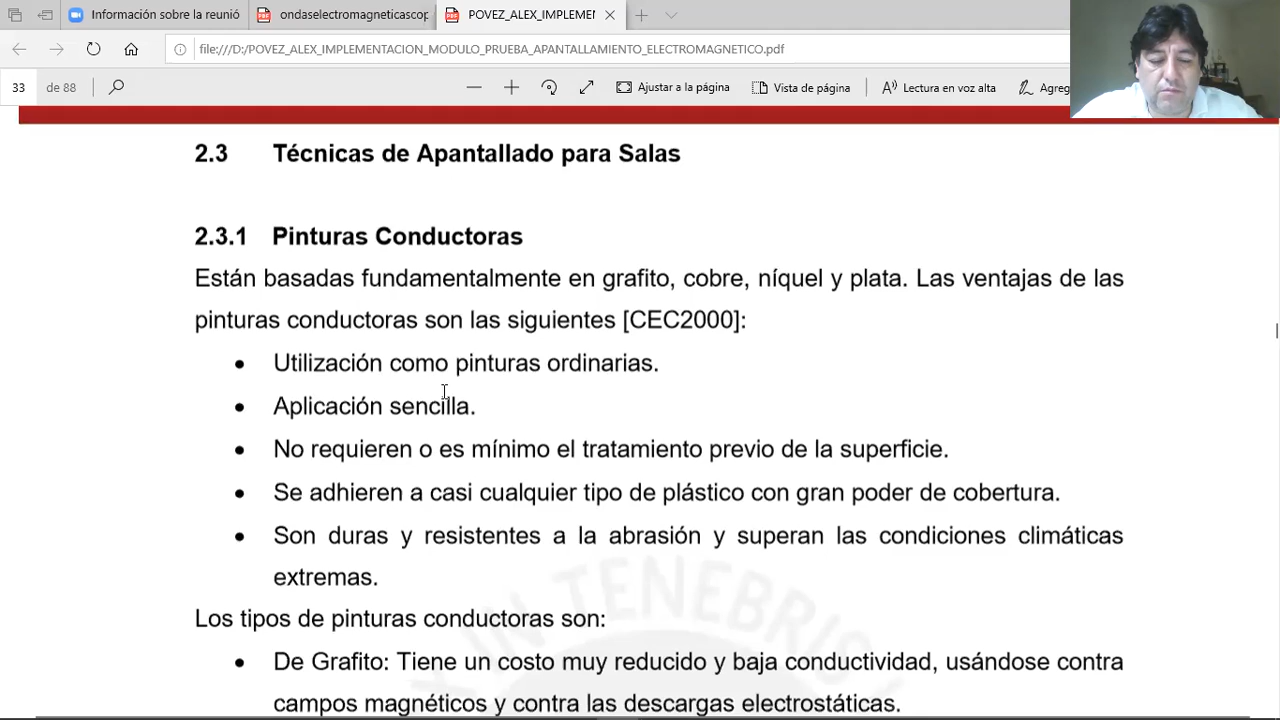 Información sobre la reunió
ondaselectromagneticascop
POVEZ_ALEX_IMPLEMEN
file:///D:/POVEZ_ALEX_IMPLEMENTACION_MODULO_PRUEBA_APANTALLAMIENTO_ELECTROMAGNETICO.pdf
33 de 88
Ajustar a la página
Vista de página
Lectura en voz alta
Agreg
2.3 Técnicas de Apantallado para Salas
2.3.1 Pinturas Conductoras
Están basadas fundamentalmente en grafito, cobre, níquel y plata. Las ventajas de las
pinturas conductoras son las siguientes [CEC2000]:
• Utilización como pinturas ordinarias.
• Aplicación sencilla.
• No requieren o es mínimo el tratamiento previo de la superficie.
• Se adhieren a casi cualquier tipo de plástico con gran poder de cobertura.
• Son duras y resistentes a la abrasión y superan las condiciones climáticas
extremas.
IN TENEBRIS
Los tipos de pinturas conductoras son:
• De Grafito: Tiene un costo muy reducido y baja conductividad, usándose contra
campos magnéticos y contra las descargas electrostáticas.